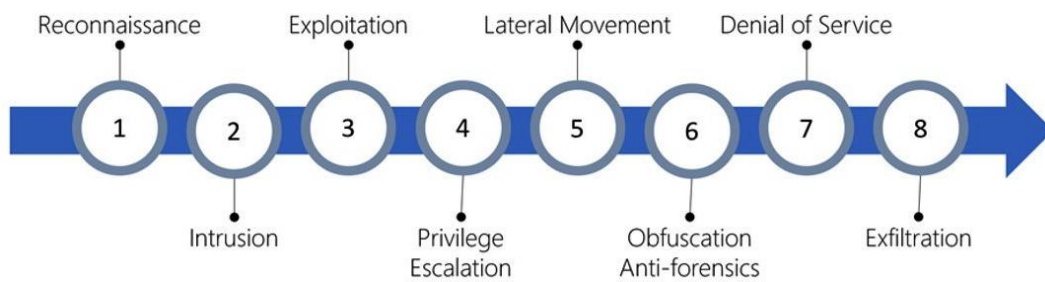 Reconnaissance
Exploitation
Lateral Movement
Denial of Service
1
2
3
4
5
6
7
8
Intrusion
Privilege
Escalation
Obfuscation
Anti-forensics
Exfiltration